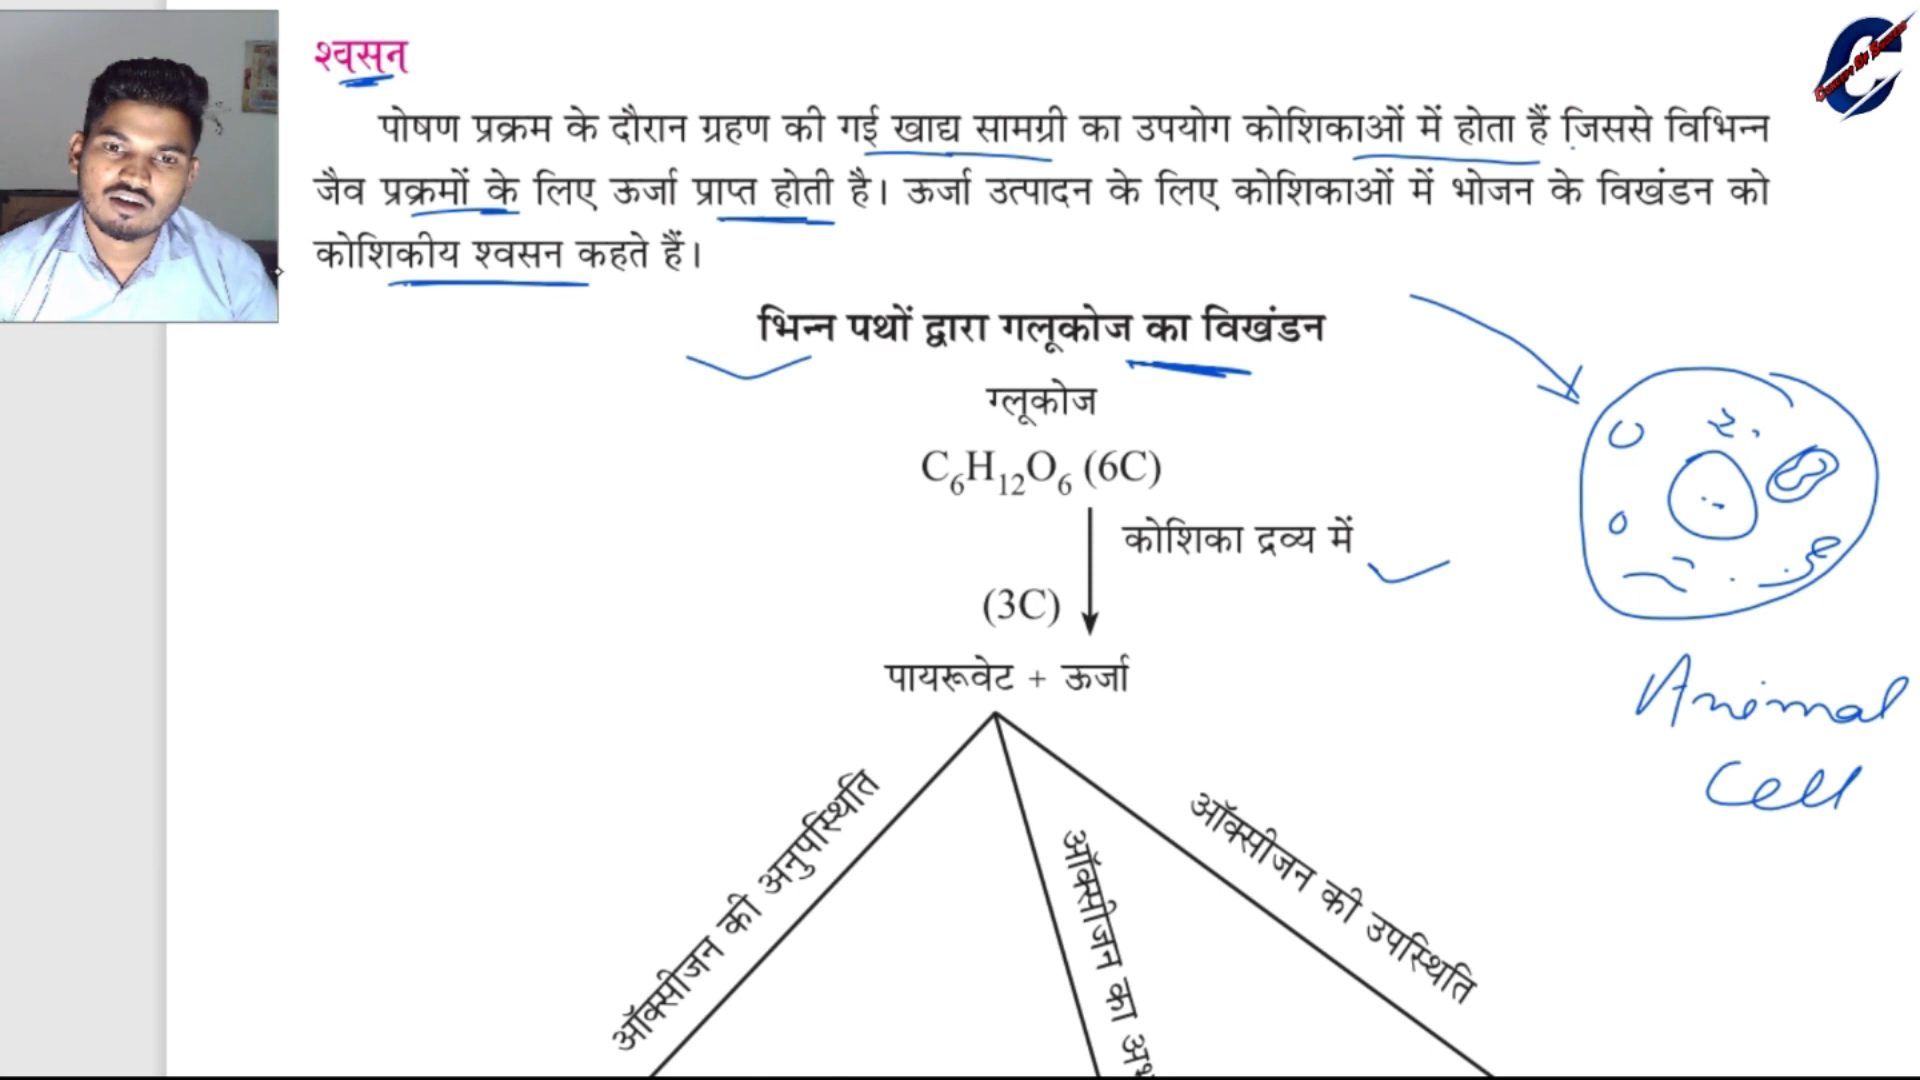 श्वसन
पोषण प्रक्रम के दौरान ग्रहण की गई खाद्य सामग्री का उपयोग कोशिकाओं में होता हैं जिससे विभिन्न
जैव प्रक्रमों के लिए ऊर्जा प्राप्त होती है। ऊर्जा उत्पादन के लिए कोशिकाओं में भोजन के विखंडन को
कोशिकीय श्वसन कहते हैं।
भिन्न पथों द्वारा गलूकोज का विखंडन
ग्लूकोज
C₆H₁₂O₆ (6C)
कोशिका द्रव्य में
(3C)
पायरूवेट + ऊर्जा
ऑक्सीजन की अनुपस्थिति
ऑक्सीजन का
ऑक्सीजन की उपस्थिति
Animal
Cell